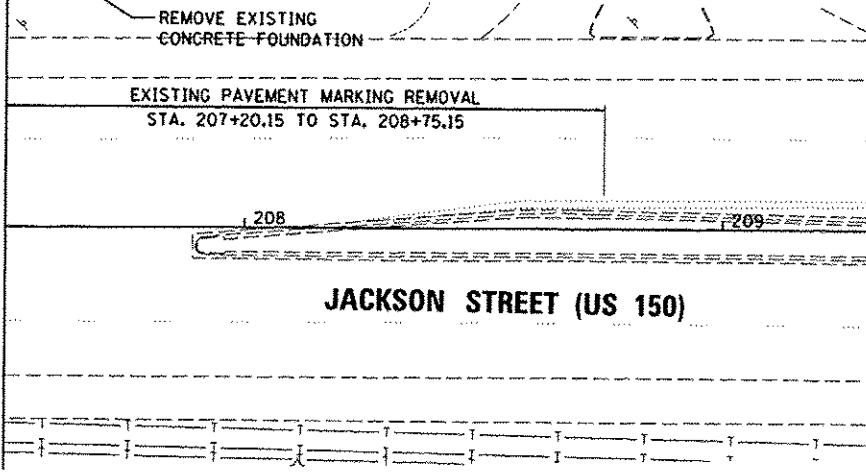 REMOVE EXISTING
CONCRETE FOUNDATION
EXISTING PAVEMENT MARKING REMOVAL
STA. 207+20.15 TO STA. 208+75.15
208
209
JACKSON STREET (US 150)
T T T T T T T T T